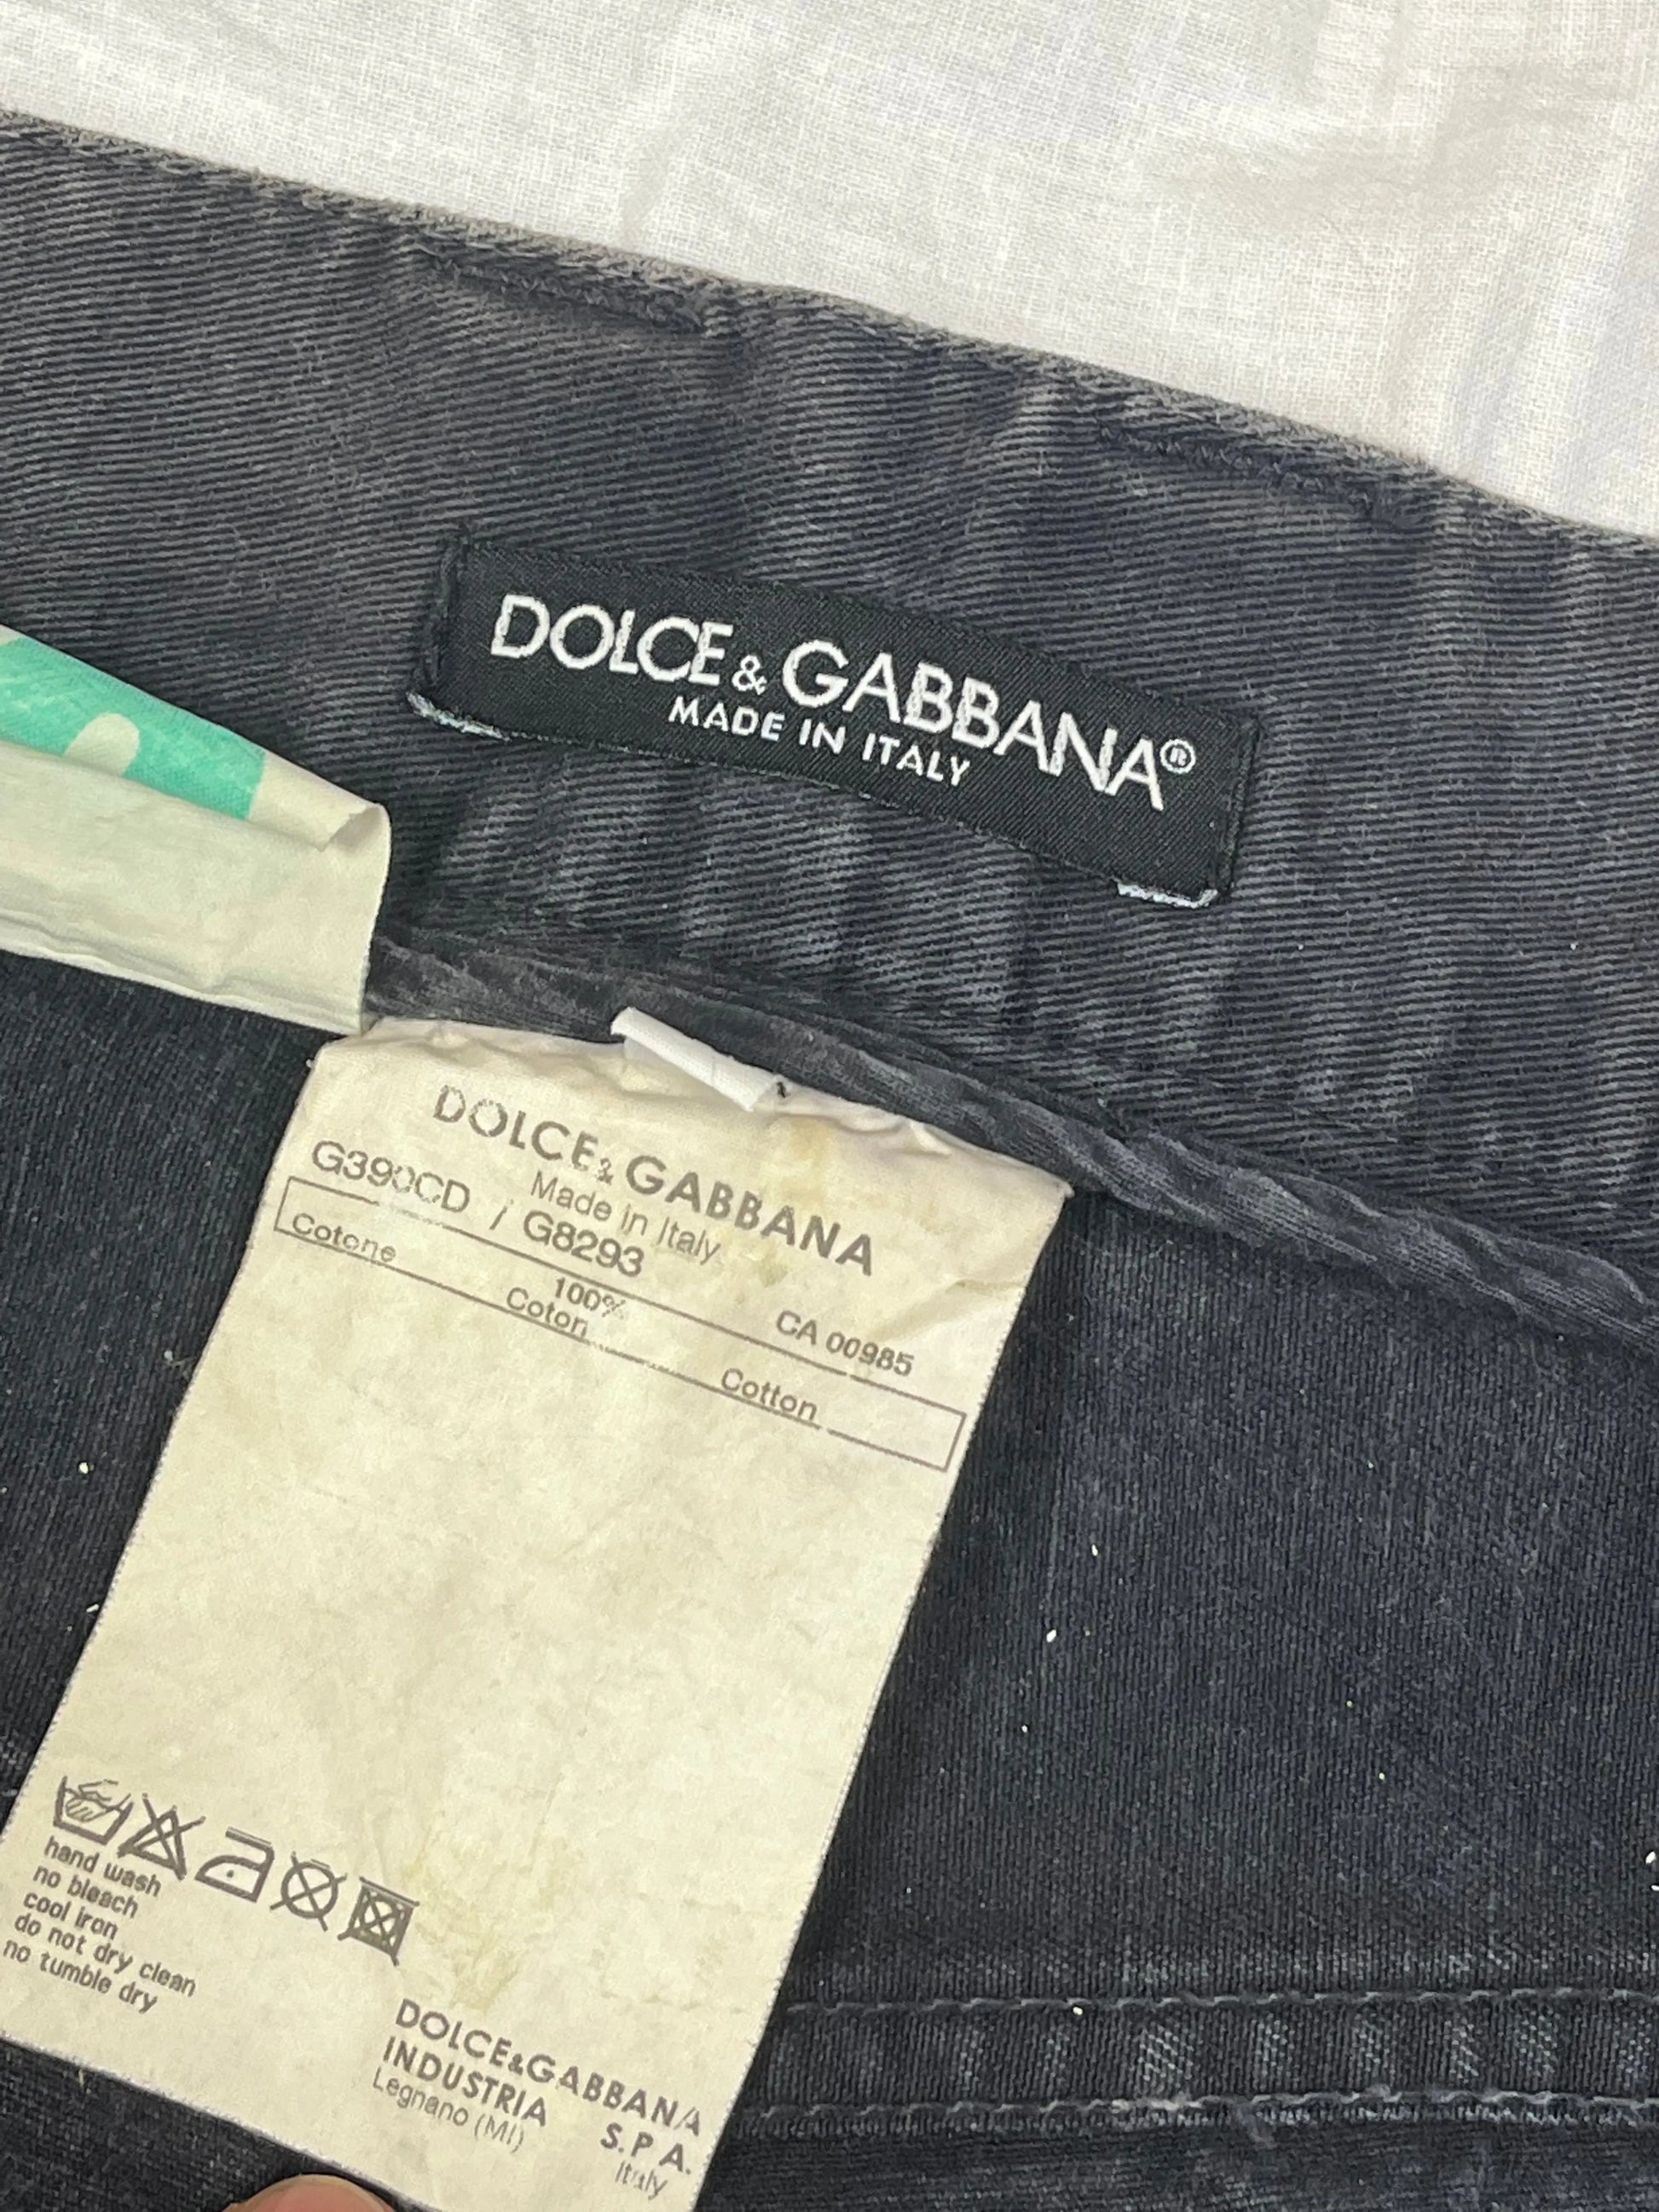 DOLCE&GABBANA®
MADE IN ITALY
DOLCE&GABBANA
Made in Italy
G390CD / G8293
100% CA 00985
Cotone Coton Cotton
hand wash
no bleach
cool iron
do not dry clean
no tumble dry
DOLCE&GABBANA
INDUSTRIA S.P.A.
Legnano (MI) Italy